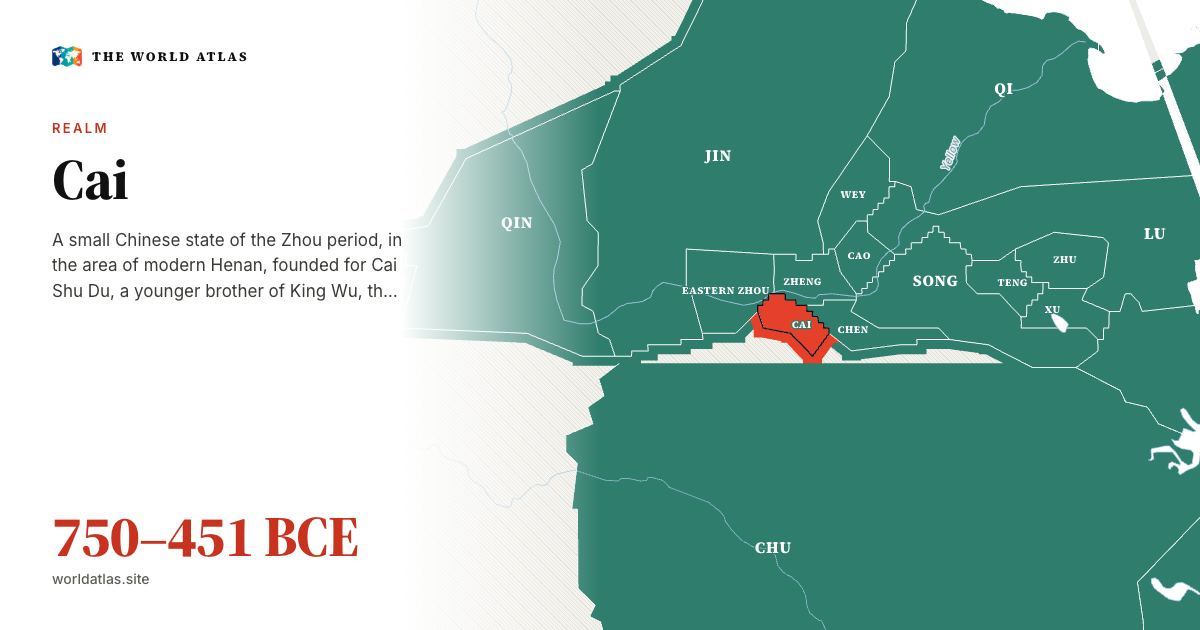 THE WORLD ATLAS
REALM
Cai
A small Chinese state of the Zhou period, in
the area of modern Henan, founded for Cai
Shu Du, a younger brother of King Wu, th...
750–451 BCE
worldatlas.site
QI
JIN
Yellow
WEY
QIN
LU
CAO
ZHU
SONG
ZHENG
TENG
EASTERN ZHOU
XU
CAI
CHEN
CHU